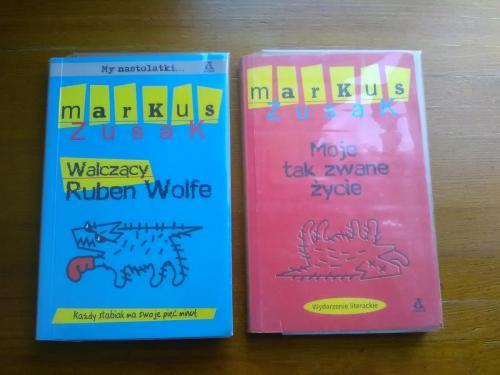 My nastolatki...
markus
Zusak
Walczący
Ruben Wolfe
Każdy słabiak ma swoje pięć minut
markus
Zusak
Moje
tak zwane
życie
Wydarzenie literackie